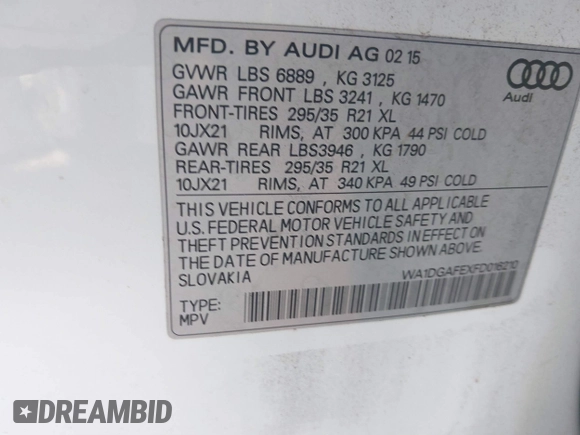 MFD. BY AUDI AG 02 15
GVWR LBS 6889 , KG 3125
GAWR FRONT LBS 3241 , KG 1470
FRONT-TIRES 295/35 R21 XL
10JX21 RIMS, AT 300 KPA 44 PSI COLD
GAWR REAR LBS3946 , KG 1790
REAR-TIRES 295/35 R21 XL
10JX21 RIMS, AT 340 KPA 49 PSI COLD
THIS VEHICLE CONFORMS TO ALL APPLICABLE
U.S. FEDERAL MOTOR VEHICLE SAFETY AND
THEFT PREVENTION STANDARDS IN EFFECT ON
THE DATE OF MANUFACTURE SHOWN ABOVE.
SLOVAKIA
WA1DGAFEXFD016210
TYPE:
MPV
Audi
DREAMBID